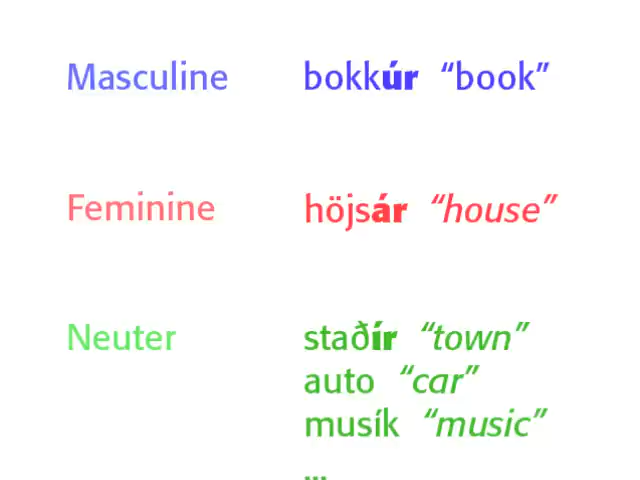 Masculine bokkúr “book”
Feminine höjsár “house”
Neuter staðír “town”
auto “car”
musík “music”
...